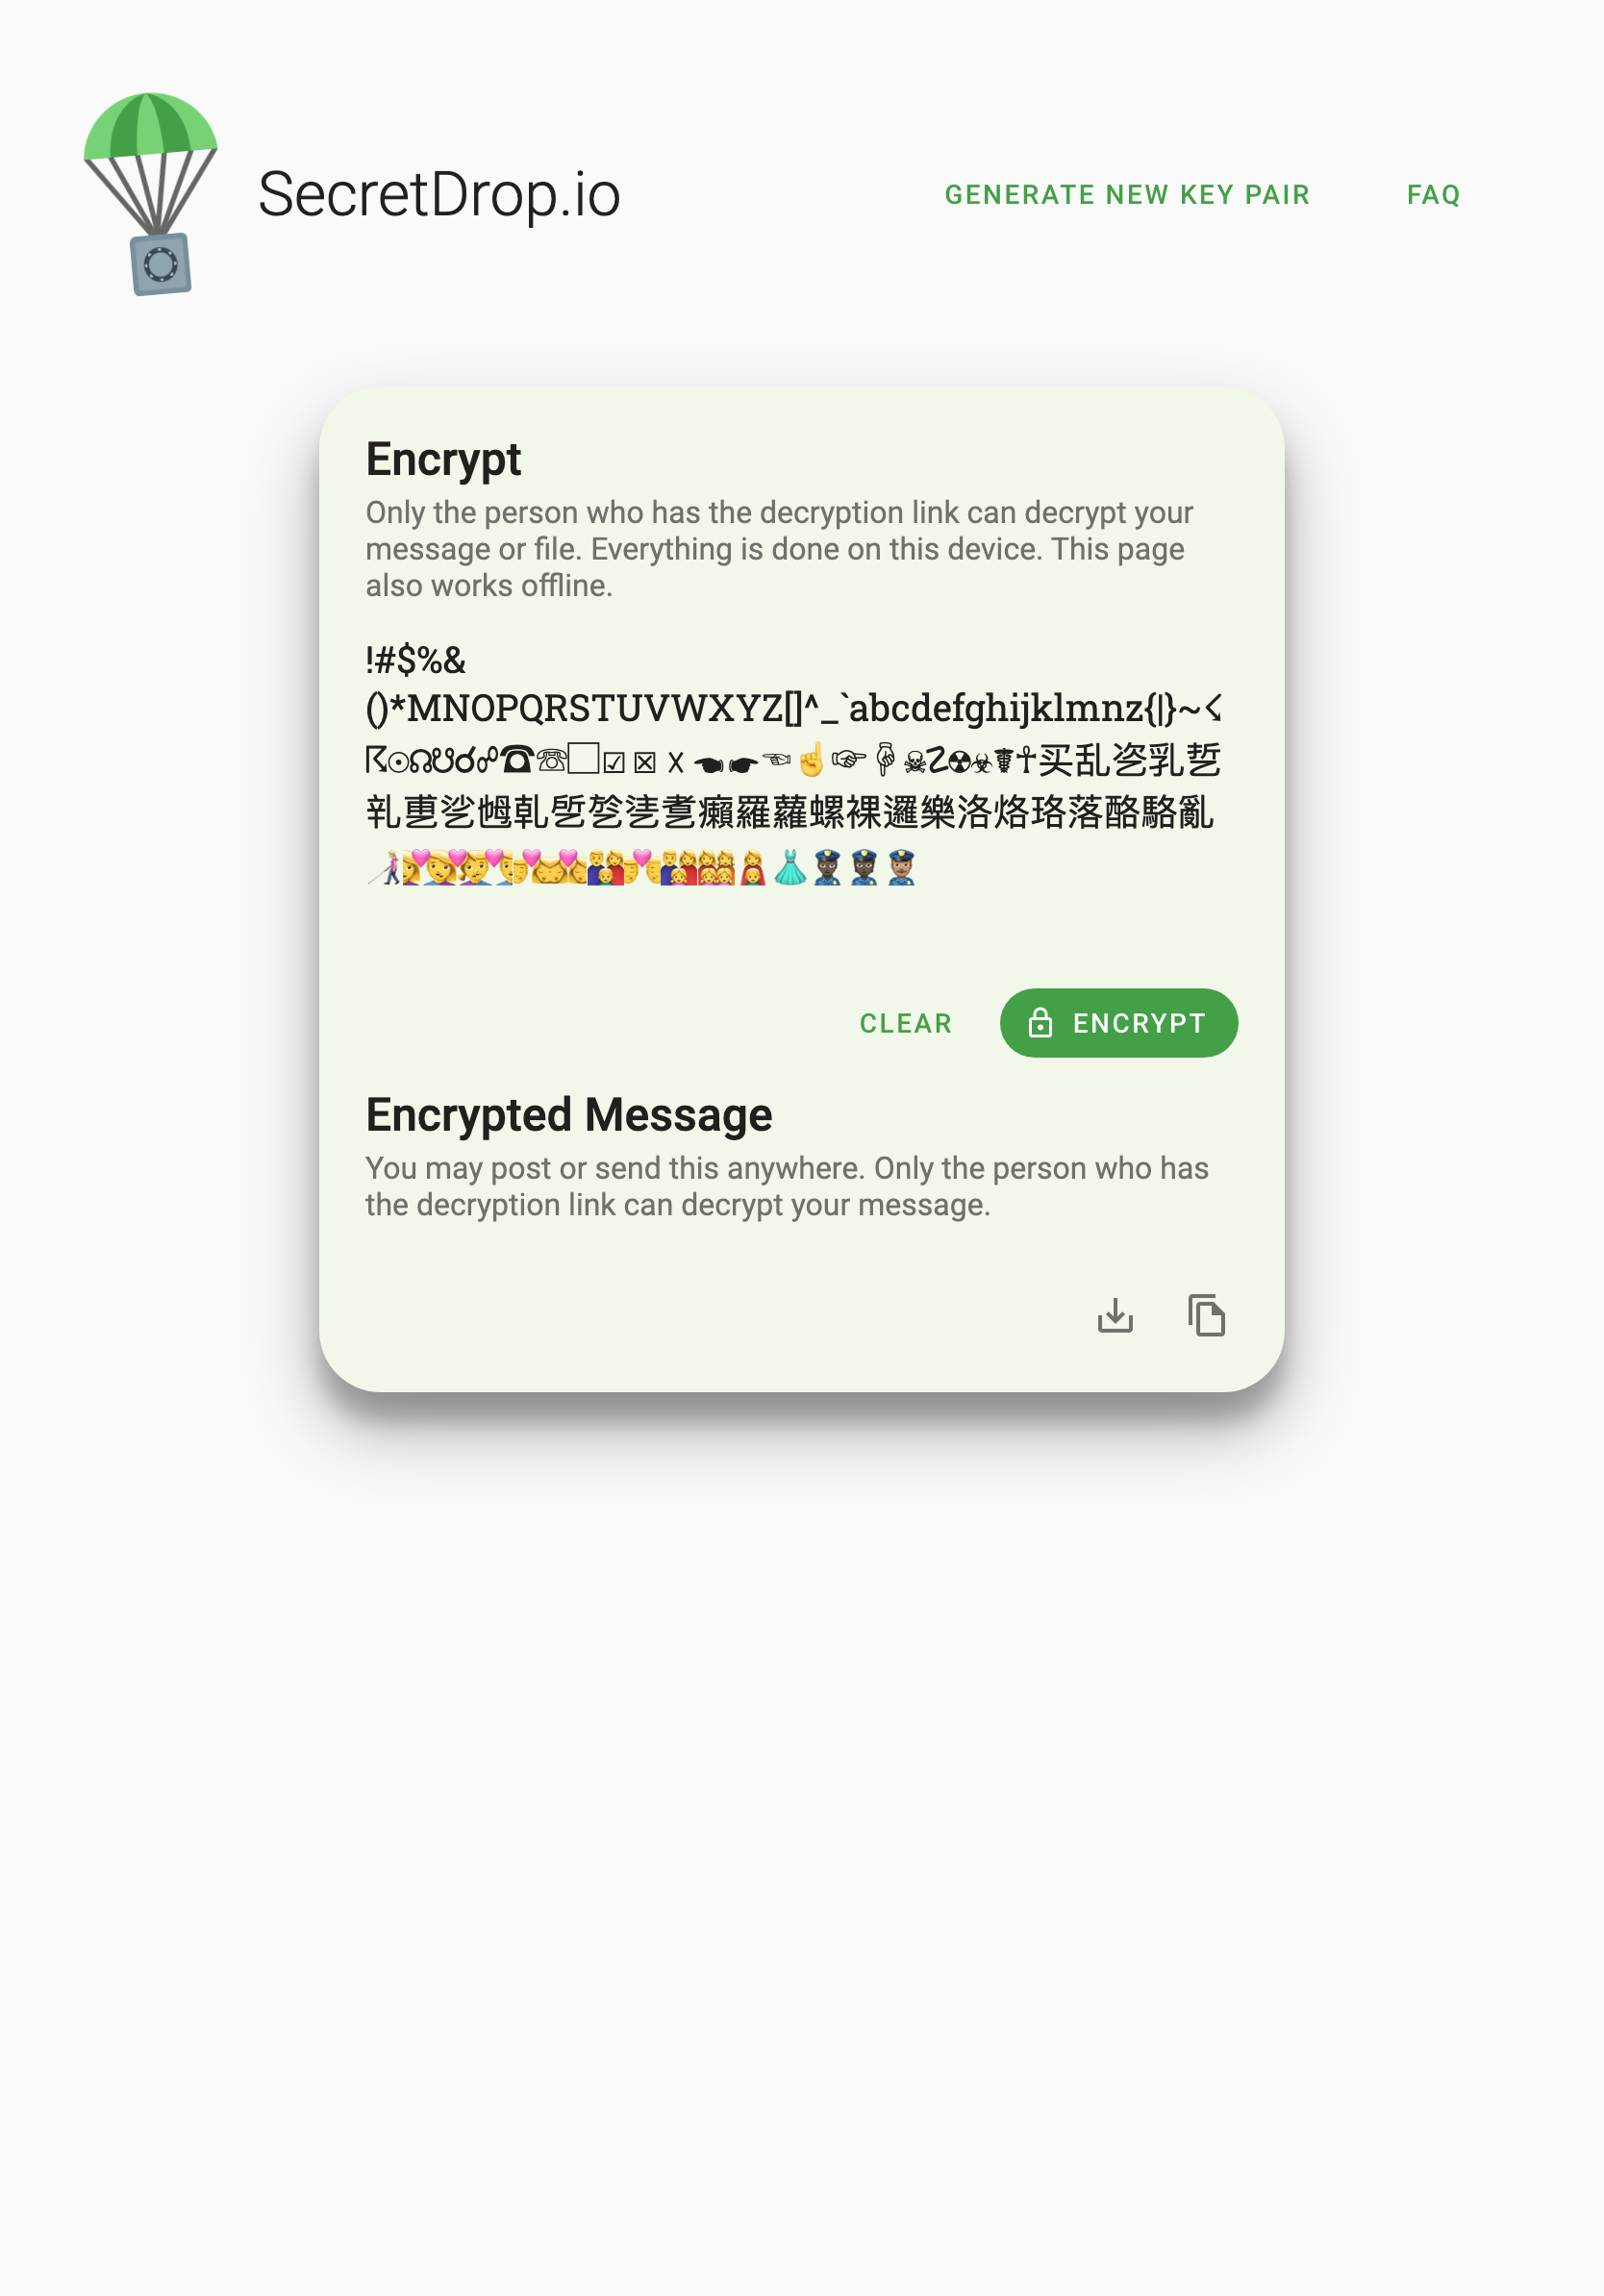 SecretDrop.io
GENERATE NEW KEY PAIR
FAQ
Encrypt
Only the person who has the decryption link can decrypt your
message or file. Everything is done on this device. This page
also works offline.
!#$%&
()*MNOPQRSTUVWXYZ[]^_`abcdefghijklmnz{|}~☇
☈☉☊☋☌☍☎☏☐☑☒☓☚☛☜☝☞☟☠☡☢☣☤☥买乱乲乳乴
乵乶乷乸乹乺乻乼乽癩羅蘿螺裸邏樂洛烙珞落酪駱亂
CLEAR
ENCRYPT
Encrypted Message
You may post or send this anywhere. Only the person who has
the decryption link can decrypt your message.